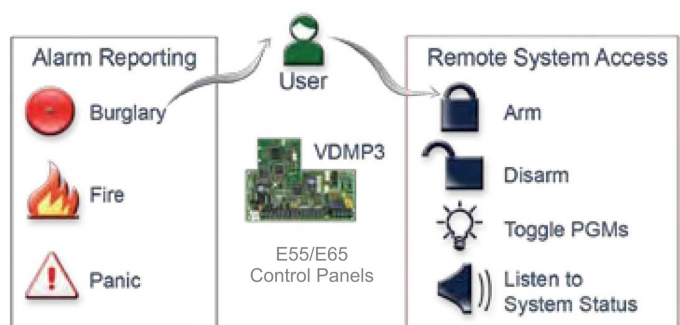 Alarm Reporting
Burglary
Fire
Panic
User
VDMP3
E55/E65
Control Panels
Remote System Access
Arm
Disarm
Toggle PGMs
Listen to
System Status